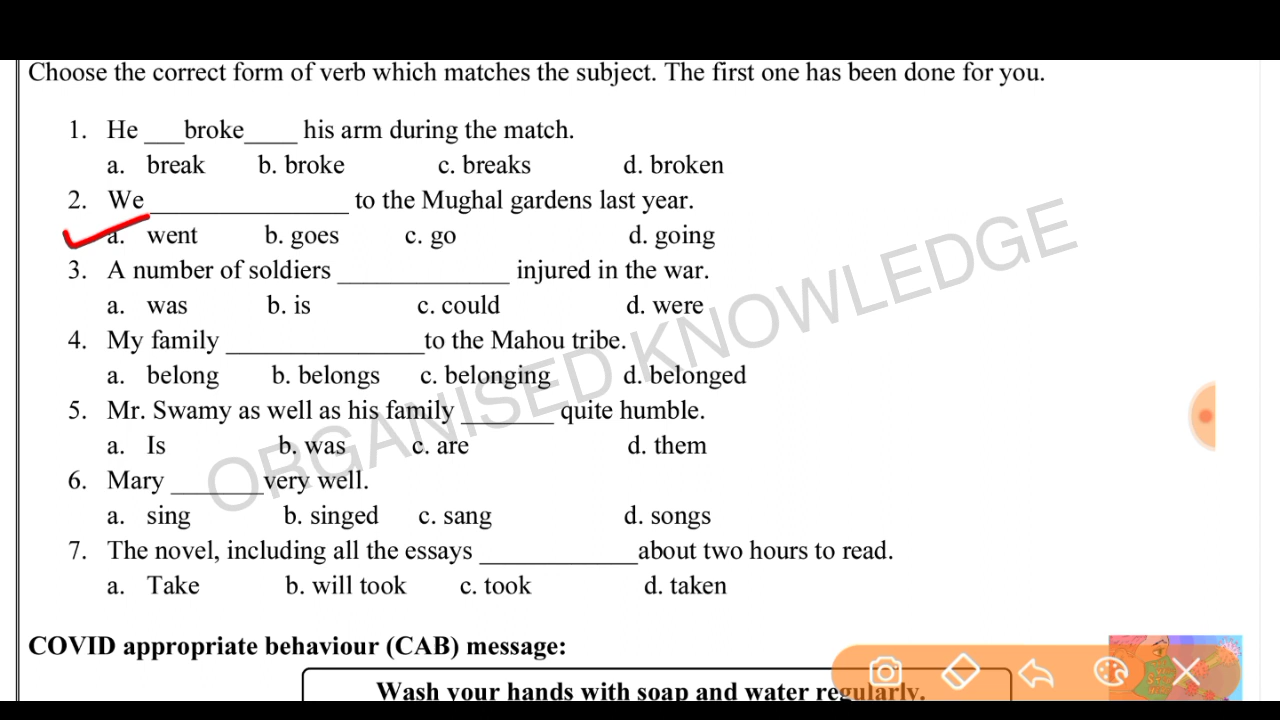 Choose the correct form of verb which matches the subject. The first one has been done for you.
1. He ___broke____ his arm during the match.
a. break b. broke c. breaks d. broken
2. We _______________ to the Mughal gardens last year.
a. went b. goes c. go d. going
3. A number of soldiers _____________ injured in the war.
a. was b. is c. could d. were
4. My family _______________to the Mahou tribe.
a. belong b. belongs c. belonging d. belonged
5. Mr. Swamy as well as his family _______ quite humble.
a. Is b. was c. are d. them
6. Mary _______very well.
a. sing b. singed c. sang d. songs
7. The novel, including all the essays ____________about two hours to read.
a. Take b. will took c. took d. taken
ORGANISED KNOWLEDGE
COVID appropriate behaviour (CAB) message:
Wash your hands with soap and water regularly.